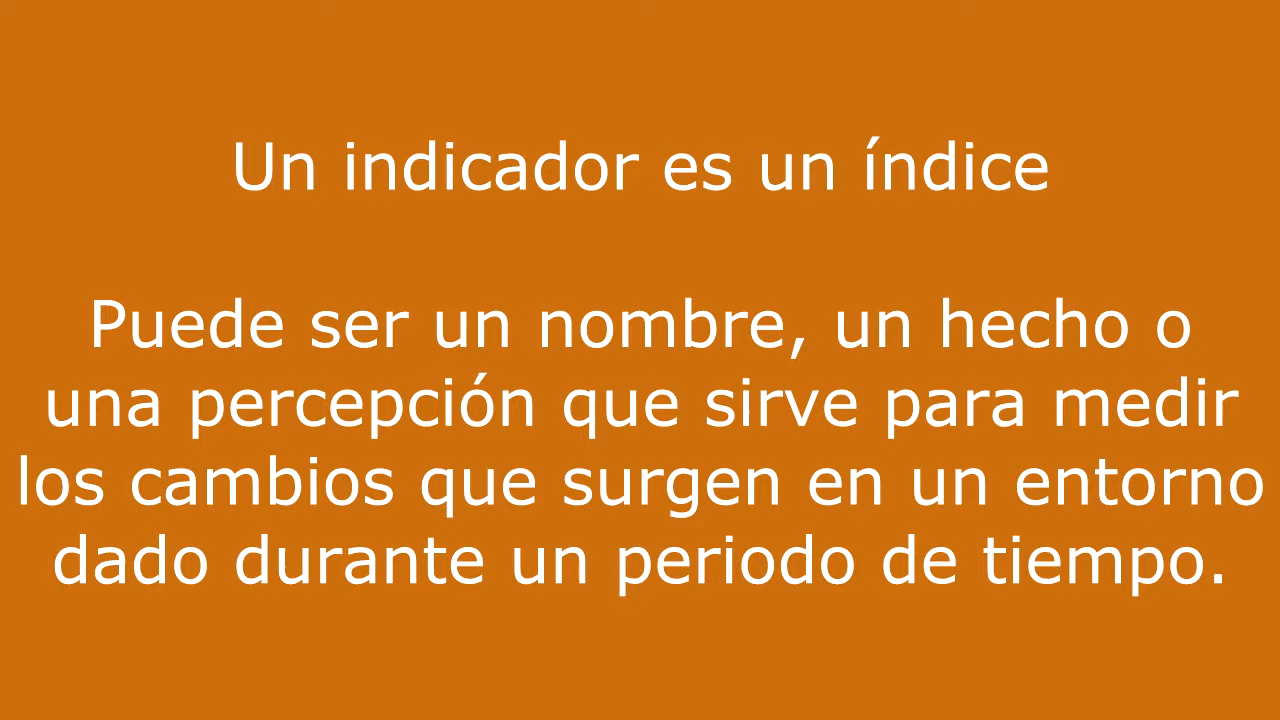 Un indicador es un índice
Puede ser un nombre, un hecho o
una percepción que sirve para medir
los cambios que surgen en un entorno
dado durante un periodo de tiempo.